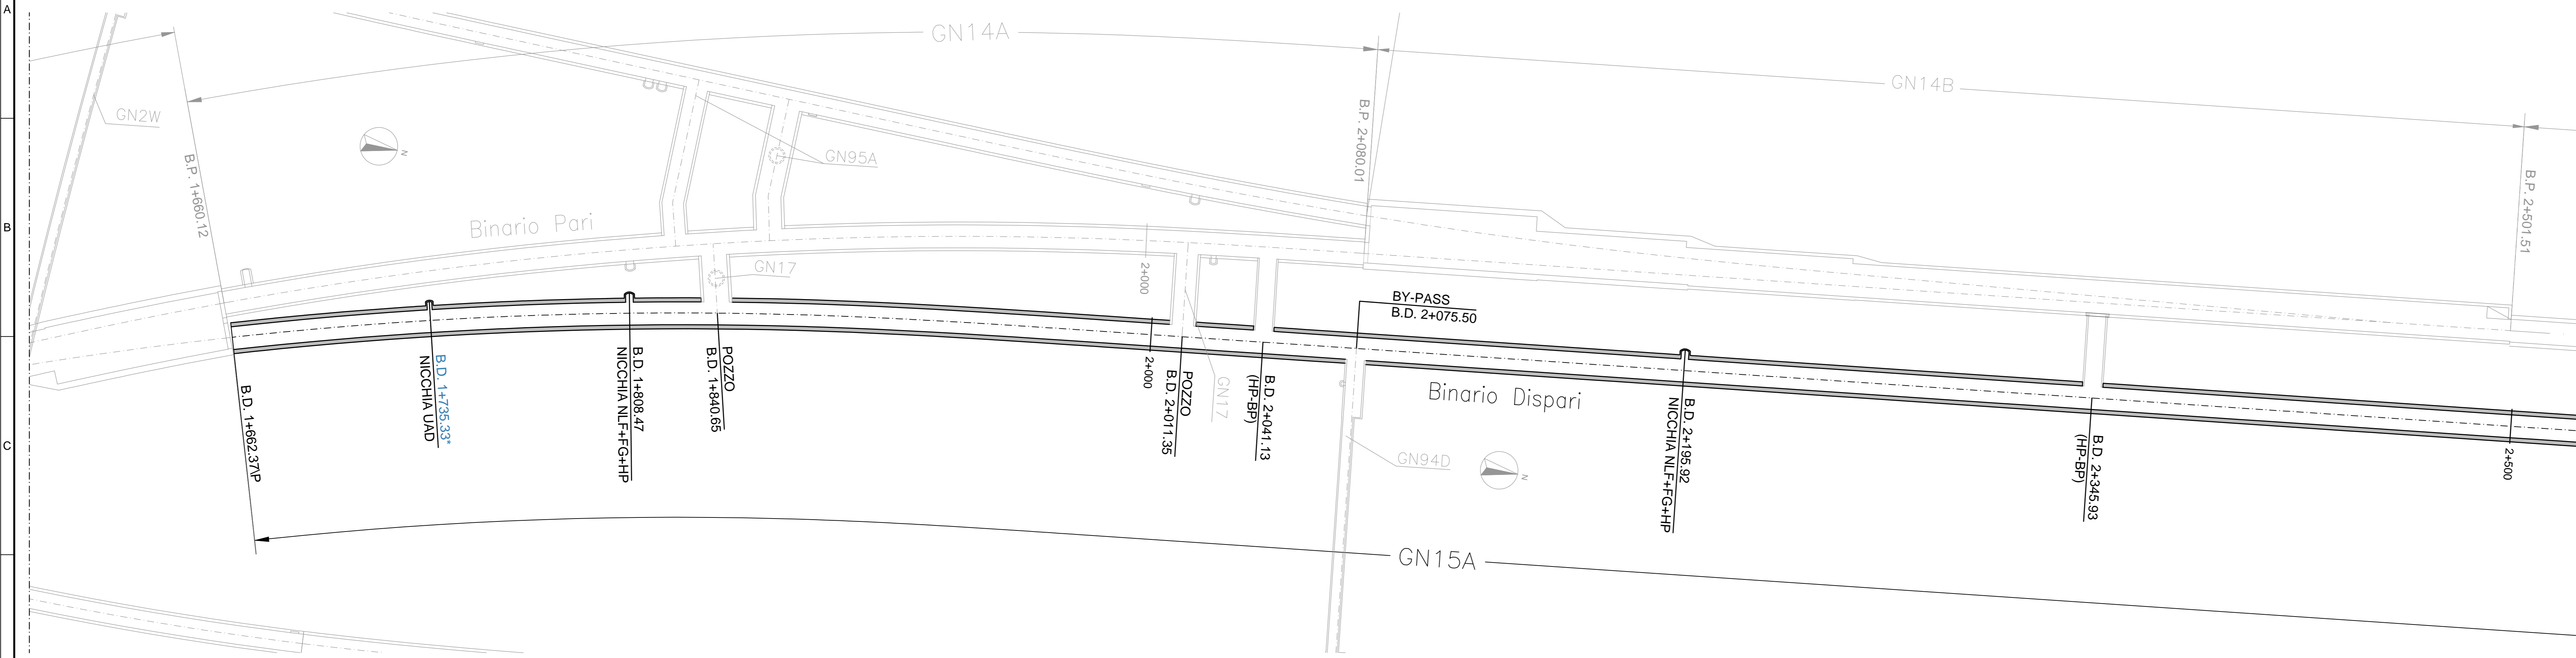 A
B
C
GN14A
GN14B
GN2W
B.P. 1+660.12
N
GN95A
B.P. 2+080.01
B.P. 2+501.51
Binario Pari
GN17
2+000
BY-PASS
B.D. 2+075.50
B.D. 1+662.37\P
B.D. 1+735.33*
NICCHIA UAD
B.D. 1+808.47
NICCHIA NLF+FG+HP
POZZO
B.D. 1+840.65
2+000
POZZO
B.D. 2+011.35
GN17
B.D. 2+041.13
(HP-BP)
Binario Dispari
GN94D
N
B.D. 2+195.92
NICCHIA NLF+FG+HP
B.D. 2+345.93
(HP-BP)
2+500
GN15A